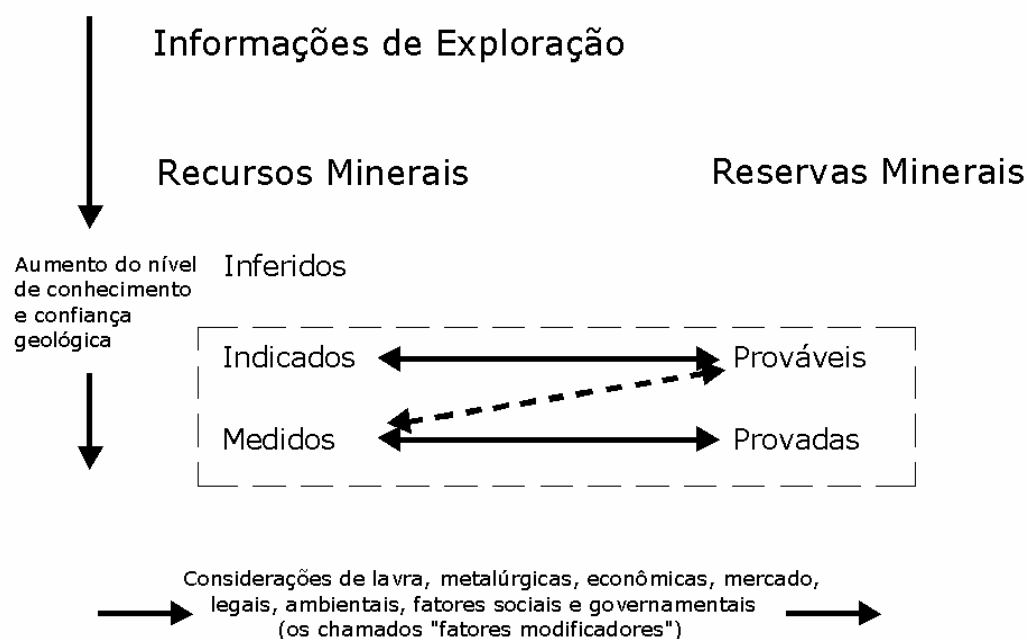 Informações de Exploração
Recursos Minerais
Reservas Minerais
Aumento do nível
de conhecimento
e confiança
geológica
Inferidos
Indicados
Prováveis
Medidos
Provadas
Considerações de lavra, metalúrgicas, econômicas, mercado,
legais, ambientais, fatores sociais e governamentais
(os chamados "fatores modificadores")